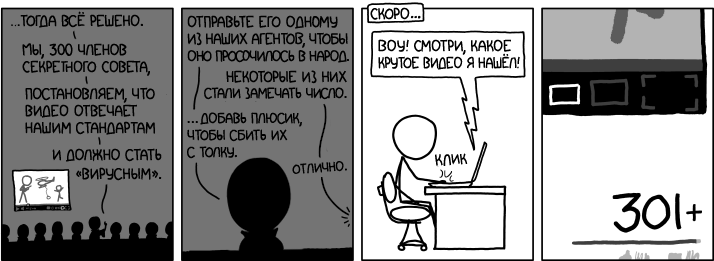 ...ТОГДА ВСЁ РЕШЕНО.
МЫ, 300 ЧЛЕНОВ
СЕКРЕТНОГО СОВЕТА,
ПОСТАНОВЛЯЕМ, ЧТО
ВИДЕО ОТВЕЧАЕТ
НАШИМ СТАНДАРТАМ
И ДОЛЖНО СТАТЬ
«ВИРУСНЫМ».
ОТПРАВЬТЕ ЕГО ОДНОМУ
ИЗ НАШИХ АГЕНТОВ, ЧТОБЫ
ОНО ПРОСОЧИЛОСЬ В НАРОД.
НЕКОТОРЫЕ ИЗ НИХ
СТАЛИ ЗАМЕЧАТЬ ЧИСЛО.
...ДОБАВЬ ПЛЮСИК,
ЧТОБЫ СБИТЬ ИХ
С ТОЛКУ.
ОТЛИЧНО.
СКОРО...
ВОУ! СМОТРИ, КАКОЕ
КРУТОЕ ВИДЕО Я НАШЁЛ!
КЛИК
301+